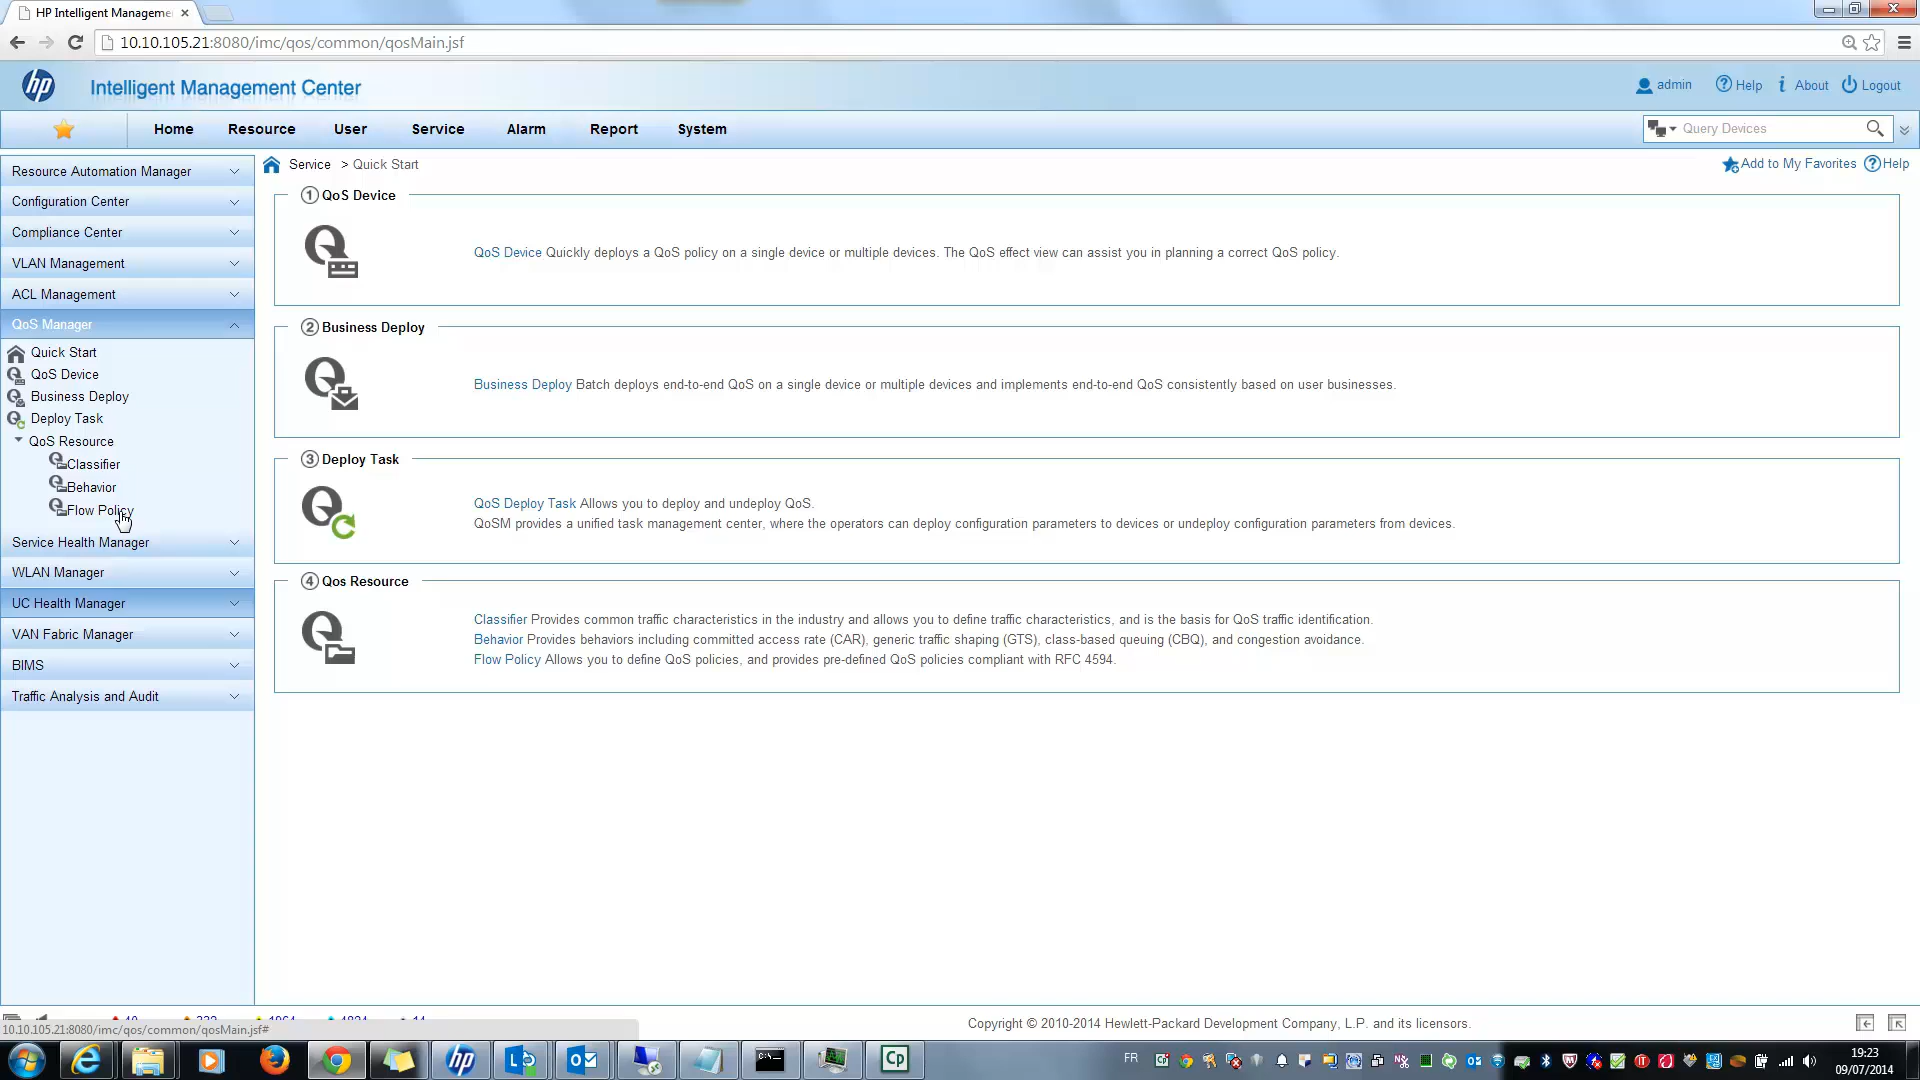 HP Intelligent Manageme
10.10.105.21:8080/imc/qos/common/qosMain.jsf
hp
Intelligent Management Center
admin
Help
About
Logout
Home
Resource
User
Service
Alarm
Report
System
Query Devices
Resource Automation Manager
Configuration Center
Compliance Center
VLAN Management
ACL Management
QoS Manager
Quick Start
QoS Device
Business Deploy
Deploy Task
QoS Resource
Classifier
Behavior
Flow Policy
Service Health Manager
WLAN Manager
UC Health Manager
VAN Fabric Manager
BIMS
Traffic Analysis and Audit
Service > Quick Start
Add to My Favorites
Help
1 QoS Device
QoS Device Quickly deploys a QoS policy on a single device or multiple devices. The QoS effect view can assist you in planning a correct QoS policy.
2 Business Deploy
Business Deploy Batch deploys end-to-end QoS on a single device or multiple devices and implements end-to-end QoS consistently based on user businesses.
3 Deploy Task
QoS Deploy Task Allows you to deploy and undeploy QoS.
QoSM provides a unified task management center, where the operators can deploy configuration parameters to devices or undeploy configuration parameters from devices.
4 Qos Resource
Classifier Provides common traffic characteristics in the industry and allows you to define traffic characteristics, and is the basis for QoS traffic identification.
Behavior Provides behaviors including committed access rate (CAR), generic traffic shaping (GTS), class-based queuing (CBQ), and congestion avoidance.
Flow Policy Allows you to define QoS policies, and provides pre-defined QoS policies compliant with RFC 4594.
10.10.105.21:8080/imc/qos/common/qosMain.jsf#
Copyright © 2010-2014 Hewlett-Packard Development Company, L.P. and its licensors.
hp
Cp
FR
19:23
09/07/2014